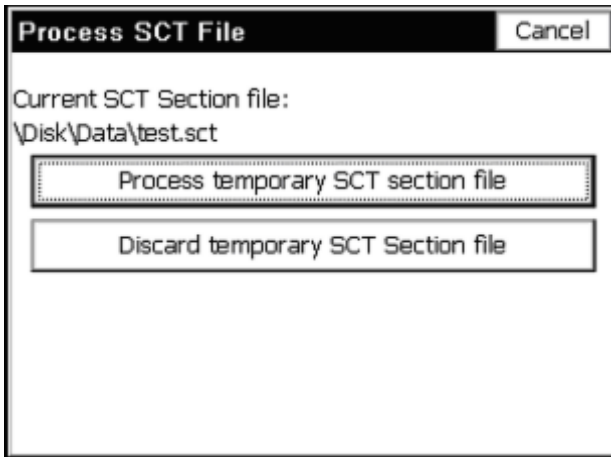 Process SCT File
Cancel
Current SCT Section file:
\Disk\Data\test.sct
Process temporary SCT section file
Discard temporary SCT Section file